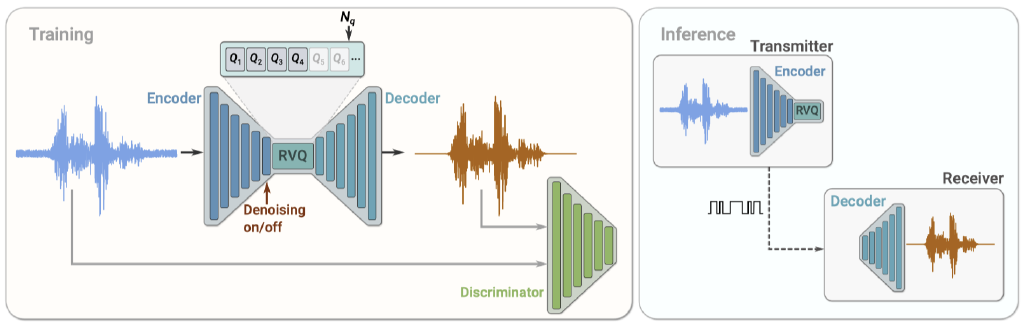 Training
N_q
Q_1 Q_2 Q_3 Q_4 Q_5 Q_6 ...
Encoder
Decoder
RVQ
Denoising
on/off
Discriminator
Inference
Transmitter
Encoder
RVQ
Receiver
Decoder